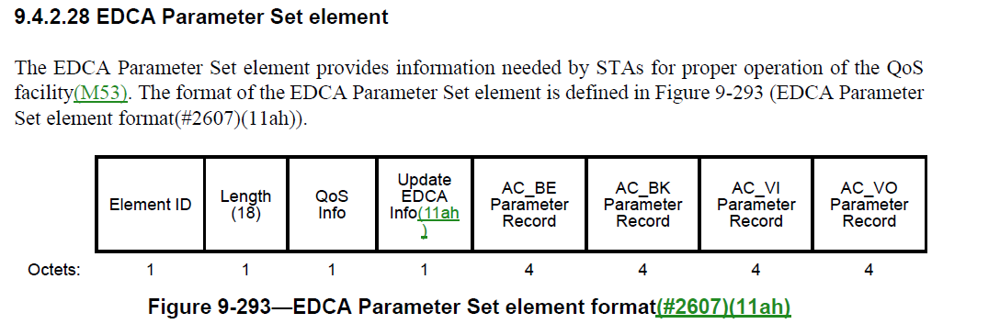 9.4.2.28 EDCA Parameter Set element
The EDCA Parameter Set element provides information needed by STAs for proper operation of the QoS
facility(M53). The format of the EDCA Parameter Set element is defined in Figure 9-293 (EDCA Parameter
Set element format(#2607)(11ah)).
Element ID
Length
(18)
QoS
Info
Update
EDCA
Info(11ah
)
AC_BE
Parameter
Record
AC_BK
Parameter
Record
AC_VI
Parameter
Record
AC_VO
Parameter
Record
Octets: 1 1 1 1 4 4 4 4
Figure 9-293—EDCA Parameter Set element format(#2607)(11ah)